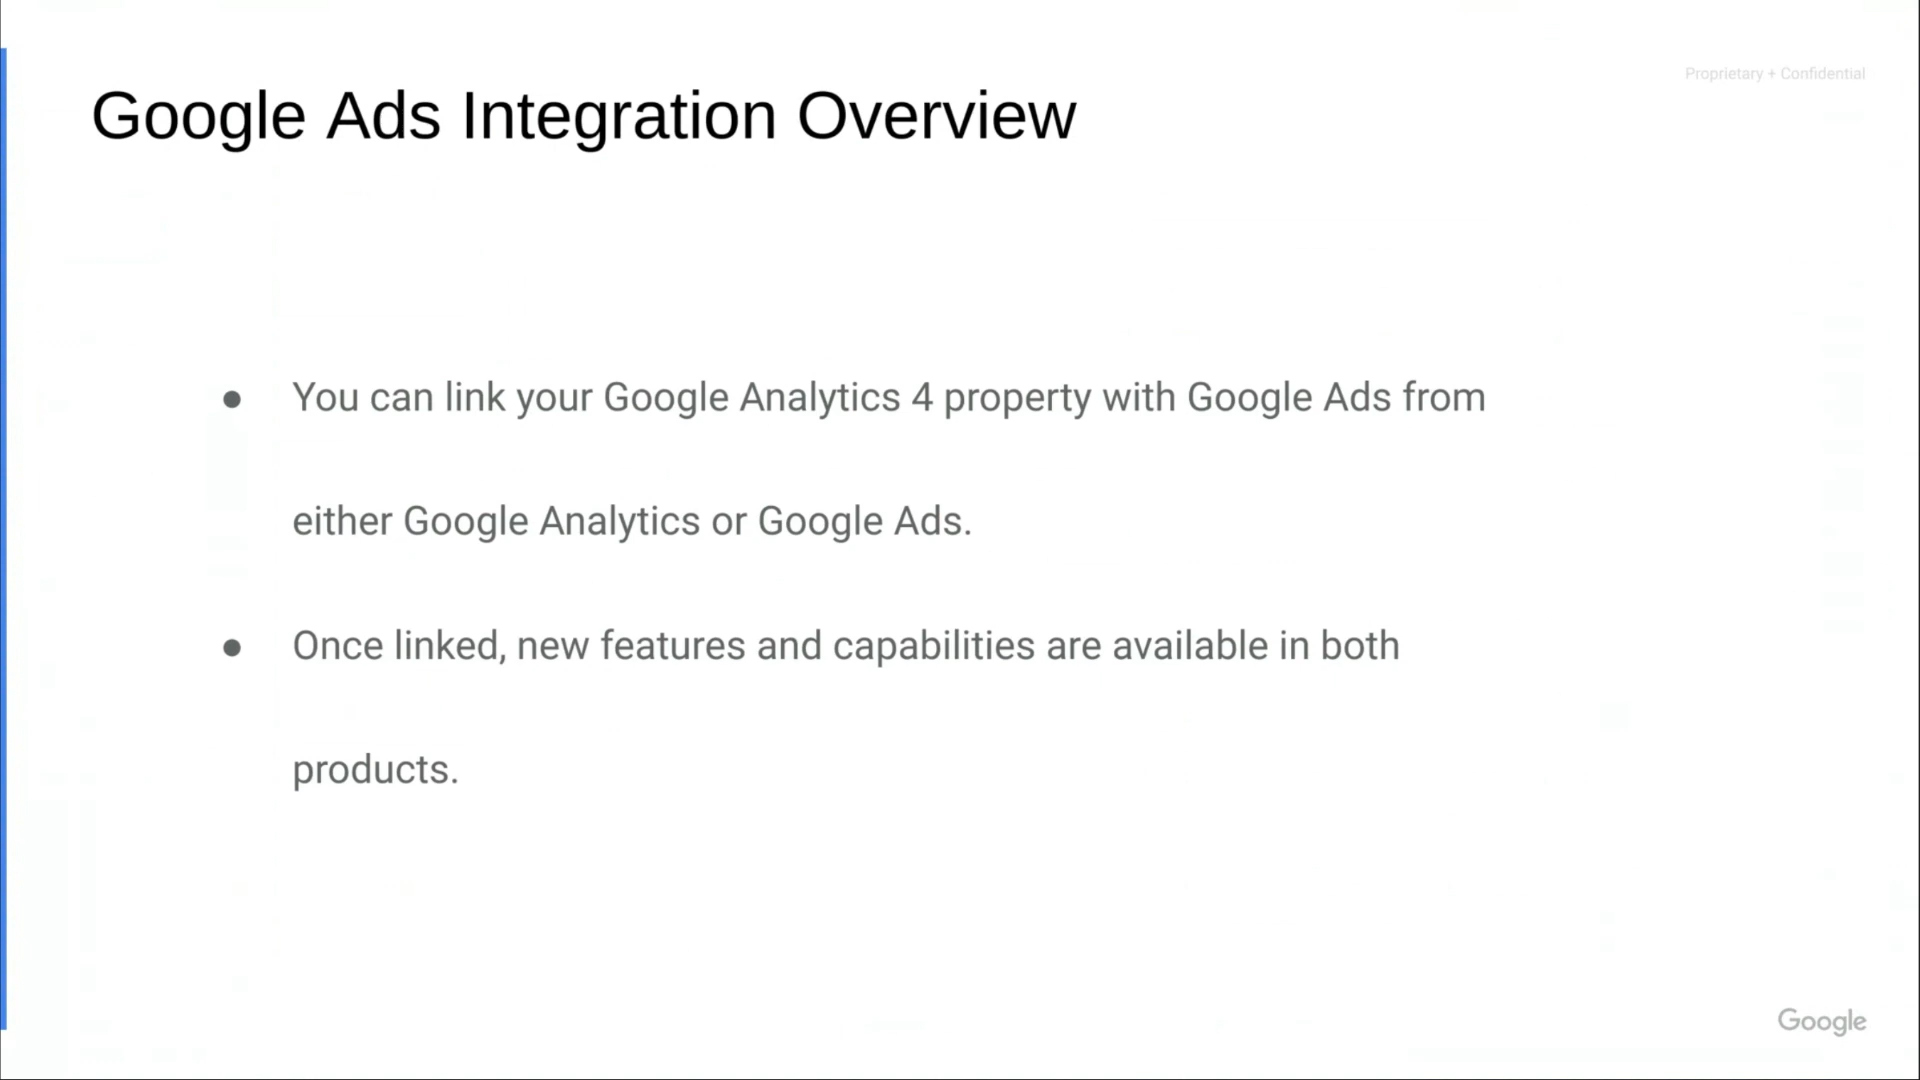 Proprietary + Confidential
Google Ads Integration Overview
● You can link your Google Analytics 4 property with Google Ads from
either Google Analytics or Google Ads.
● Once linked, new features and capabilities are available in both
products.
Google